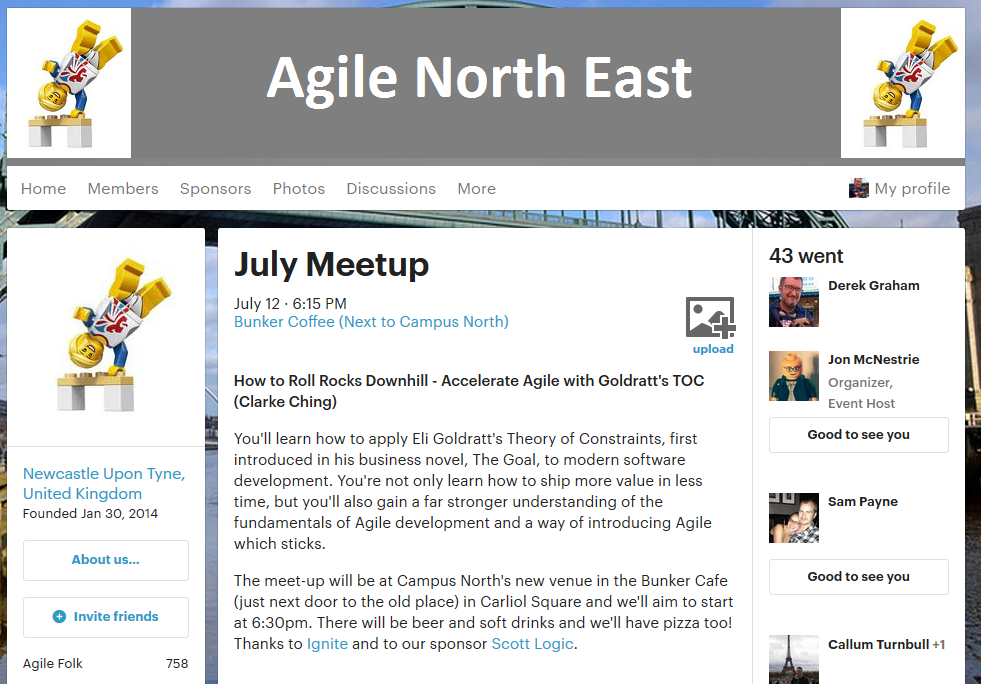 Agile North East
Home Members Sponsors Photos Discussions More My profile
Newcastle Upon Tyne,
United Kingdom
Founded Jan 30, 2014
About us...
Invite friends
Agile Folk 758
July Meetup
July 12 · 6:15 PM
Bunker Coffee (Next to Campus North)
upload
How to Roll Rocks Downhill - Accelerate Agile with Goldratt's TOC
(Clarke Ching)
You'll learn how to apply Eli Goldratt's Theory of Constraints, first
introduced in his business novel, The Goal, to modern software
development. You're not only learn how to ship more value in less
time, but you'll also gain a far stronger understanding of the
fundamentals of Agile development and a way of introducing Agile
which sticks.
The meet-up will be at Campus North's new venue in the Bunker Cafe
(just next door to the old place) in Carliol Square and we'll aim to start
at 6:30pm. There will be beer and soft drinks and we'll have pizza too!
Thanks to Ignite and to our sponsor Scott Logic.
43 went
Derek Graham
Jon McNestrie
Organizer,
Event Host
Good to see you
Sam Payne
Good to see you
Callum Turnbull +1